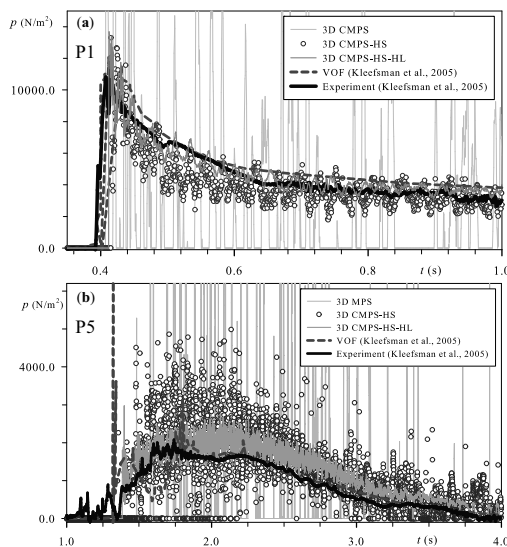 p (N/m²)
(a)
P1
3D CMPS
3D CMPS-HS
3D CMPS-HS-HL
VOF (Kleefsman et al., 2005)
Experiment (Kleefsman et al., 2005)
10000.0
0.0
0.4 0.6 0.8 t (s) 1.0
p (N/m²)
(b)
P5
3D MPS
3D CMPS-HS
3D CMPS-HS-HL
VOF (Kleefsman et al., 2005)
Experiment (Kleefsman et al., 2005)
4000.0
0.0
1.0 2.0 3.0 t (s) 4.0